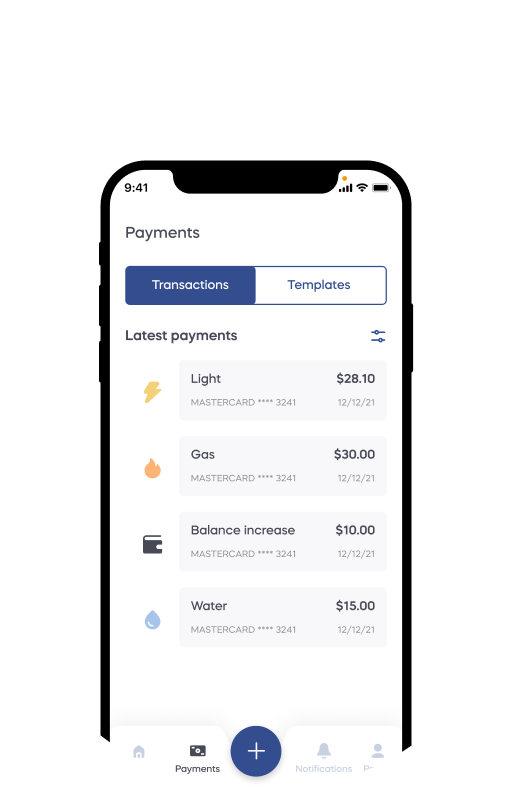 9:41
Payments
Transactions Templates
Latest payments
Light $28.10
MASTERCARD **** 3241 12/12/21
Gas $30.00
MASTERCARD **** 3241 12/12/21
Balance increase $10.00
MASTERCARD **** 3241 12/12/21
Water $15.00
MASTERCARD **** 3241 12/12/21
Payments Notifications